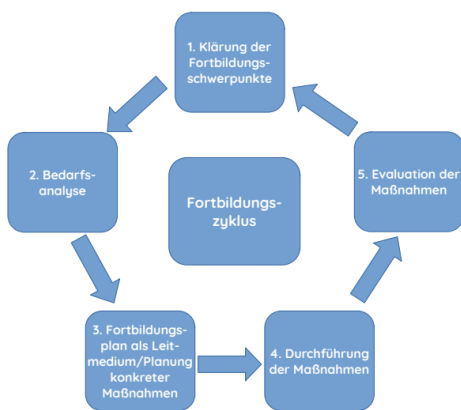 1. Klärung der
Fortbildungs-
schwerpunkte
2. Bedarfs-
analyse
5. Evaluation der
Maßnahmen
Fortbildungs-
zyklus
3. Fortbildungs-
plan als Leit-
medium/Planung
konkreter
Maßnahmen
4. Durchführung
der Maßnahmen